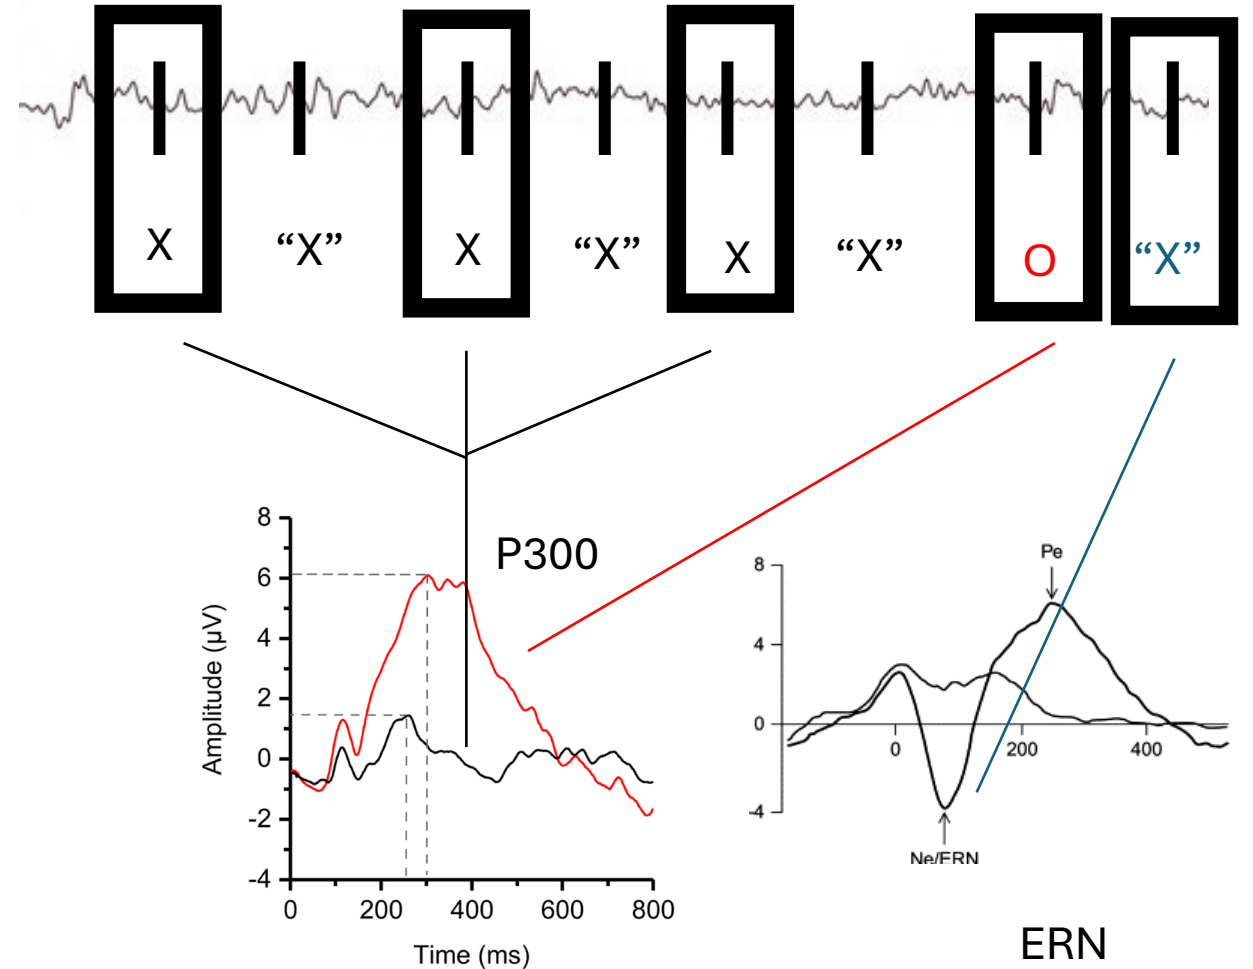 X “X” X “X” X “X” O “X”
P300
8
6
4
2
0
-2
-4
Amplitude (µV)
0 200 400 600 800
Time (ms)
Pe
8
4
0
-4
0 200 400
Ne/ERN
ERN